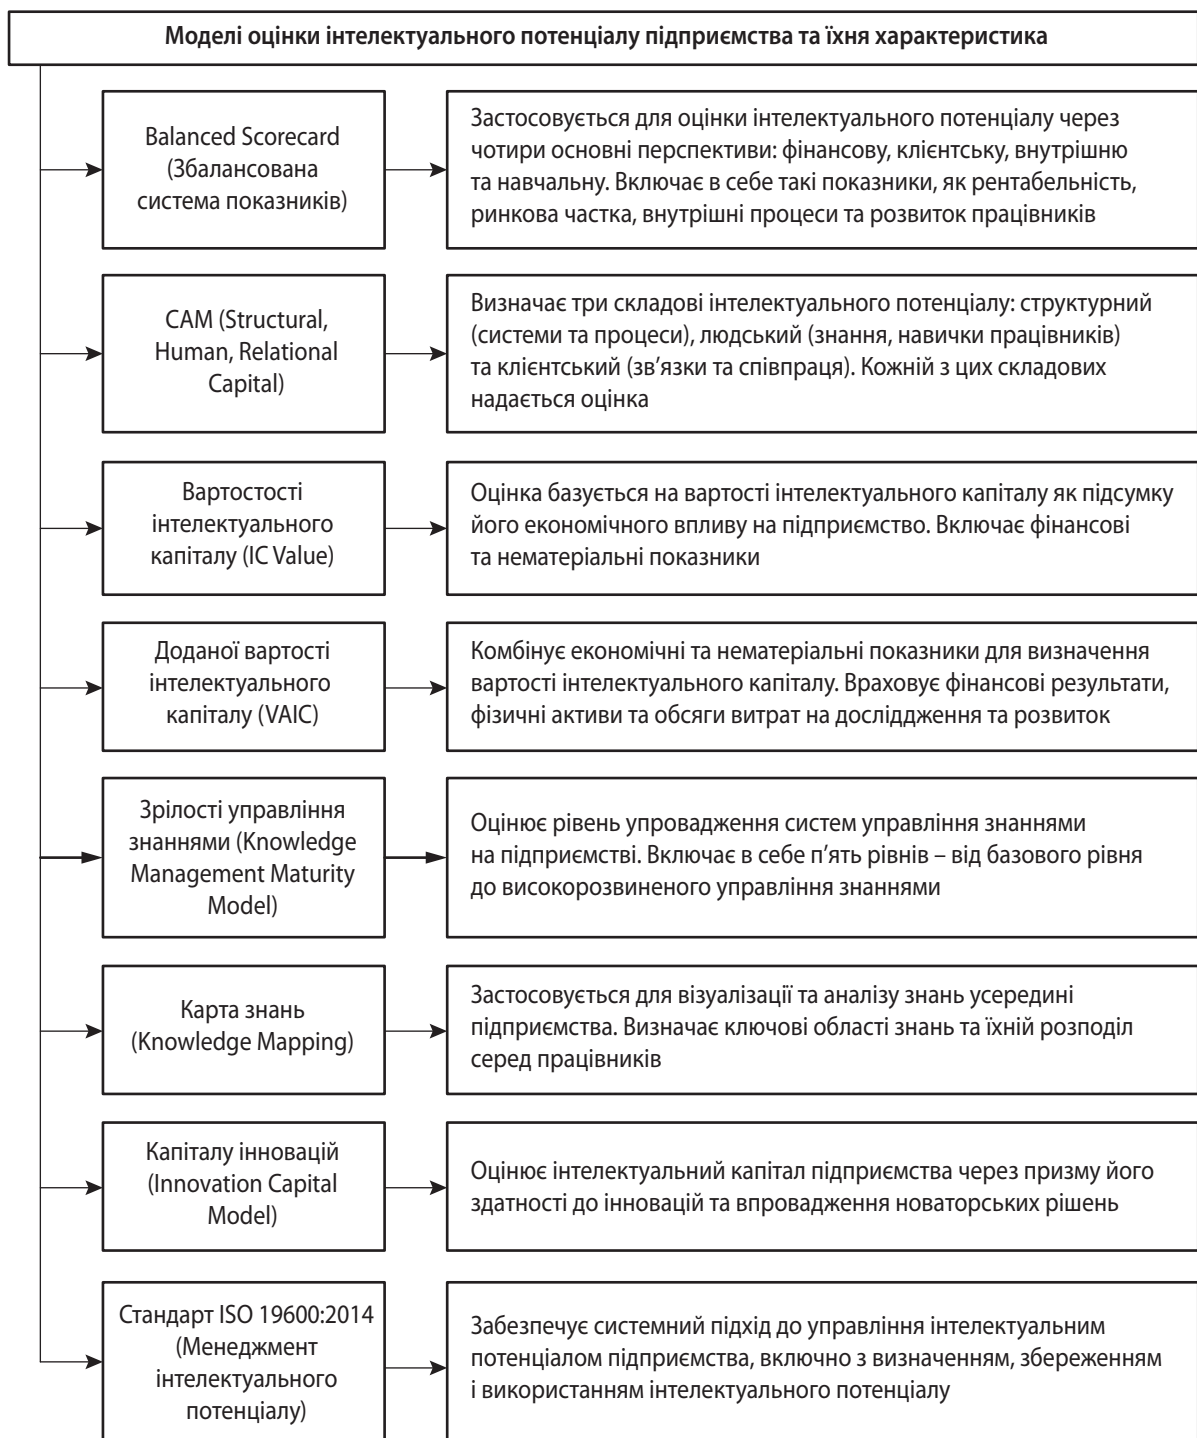 Моделі оцінки інтелектуального потенціалу підприємства та їхня характеристика
Balanced Scorecard
(Збалансована
система показників)
Застосовується для оцінки інтелектуального потенціалу через
чотири основні перспективи: фінансову, клієнтську, внутрішню
та навчальну. Включає в себе такі показники, як рентабельність,
ринкова частка, внутрішні процеси та розвиток працівників
CAM (Structural,
Human, Relational
Capital)
Визначає три складові інтелектуального потенціалу: структурний
(системи та процеси), людський (знання, навички працівників)
та клієнтський (зв’язки та співпраця). Кожній з цих складових
надається оцінка
Вартостості
інтелектуального
капіталу (IC Value)
Оцінка базується на вартості інтелектуального капіталу як підсумку
його економічного впливу на підприємство. Включає фінансові
та нематеріальні показники
Доданої вартості
інтелектуального
капіталу (VAIC)
Комбінує економічні та нематеріальні показники для визначення
вартості інтелектуального капіталу. Враховує фінансові результати,
фізичні активи та обсяги витрат на досліддження та розвиток
Зрілості управління
знаннями (Knowledge
Management Maturity
Model)
Оцінює рівень упровадження систем управління знаннями
на підприємстві. Включає в себе п’ять рівнів – від базового рівня
до високорозвиненого управління знаннями
Карта знань
(Knowledge Mapping)
Застосовується для візуалізації та аналізу знань усередині
підприємства. Визначає ключові області знань та їхній розподіл
серед працівників
Капіталу інновацій
(Innovation Capital
Model)
Оцінює інтелектуальний капітал підприємства через призму його
здатності до інновацій та впровадження новаторських рішень
Стандарт ISO 19600:2014
(Менеджмент
інтелектуального
потенціалу)
Забезпечує системний підхід до управління інтелектуальним
потенціалом підприємства, включно з визначенням, збереженням
і використанням інтелектуального потенціалу